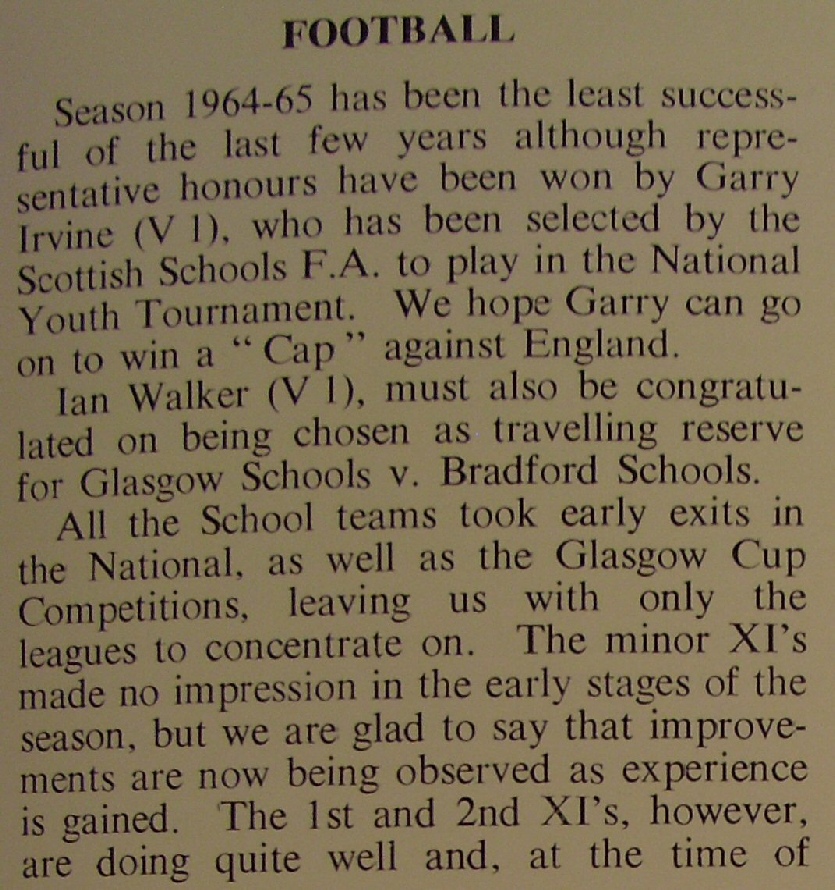 FOOTBALL
Season 1964-65 has been the least success-
ful of the last few years although repre-
sentative honours have been won by Garry
Irvine (V 1), who has been selected by the
Scottish Schools F.A. to play in the National
Youth Tournament. We hope Garry can go
on to win a “ Cap ” against England.
Ian Walker (V 1), must also be congratu-
lated on being chosen as travelling reserve
for Glasgow Schools v. Bradford Schools.
All the School teams took early exits in
the National, as well as the Glasgow Cup
Competitions, leaving us with only the
leagues to concentrate on. The minor XI’s
made no impression in the early stages of the
season, but we are glad to say that improve-
ments are now being observed as experience
is gained. The 1st and 2nd XI’s, however,
are doing quite well and, at the time of